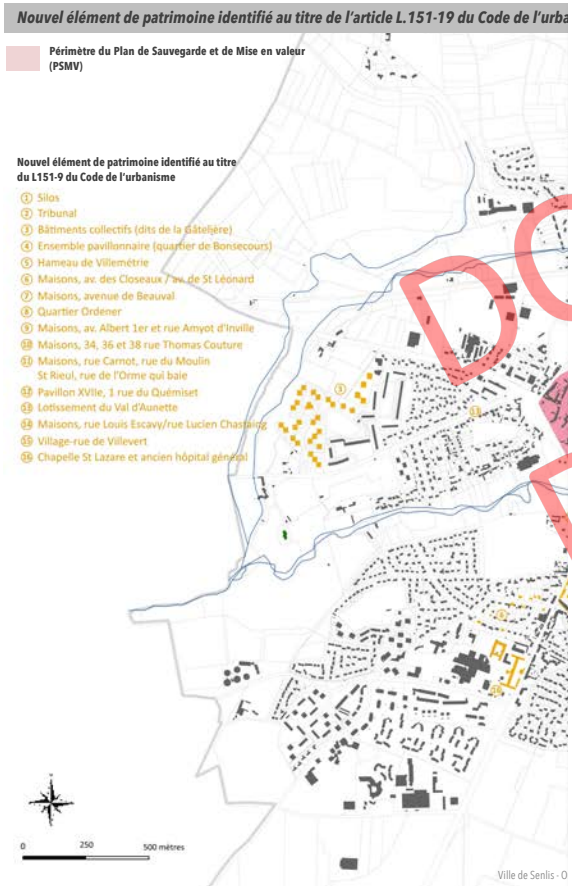 Nouvel élément de patrimoine identifié au titre de l'article L.151-19 du Code de l'urba
Périmètre du Plan de Sauvegarde et de Mise en valeur
(PSMV)
Nouvel élément de patrimoine identifié au titre
du L151-9 du Code de l'urbanisme
1 Silos
2 Tribunal
3 Bâtiments collectifs (dits de la Gâtelière)
4 Ensemble pavillonnaire (quartier de Bonsecours)
5 Hameau de Villemétrie
6 Maisons, av. des Closeaux / av. de St Léonard
7 Maisons, avenue de Beauval
8 Quartier Ordener
9 Maisons, av. Albert 1er et rue Amyot d'Inville
10 Maisons, 34, 36 et 38 rue Thomas Couture
11 Maisons, rue Carnot, rue du Moulin
St Rieul, rue de l'Orme qui baie
12 Pavillon XVIIe, 1 rue du Quémiset
13 Lotissement du Val d'Aunette
14 Maisons, rue Louis Escavy/rue Lucien Chastaing
15 Village-rue de Villevert
16 Chapelle St Lazare et ancien hôpital général
DO
3
13
6
16
0 250 500 mètres
Ville de Senlis - O